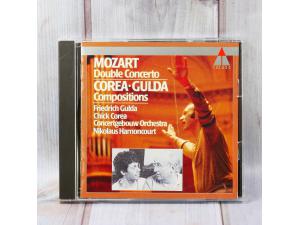 MOZART
Double Concerto
COREA·GULDA
Compositions
Friedrich Gulda
Chick Corea
Concertgebouw Orchestra
Nikolaus Harnoncourt